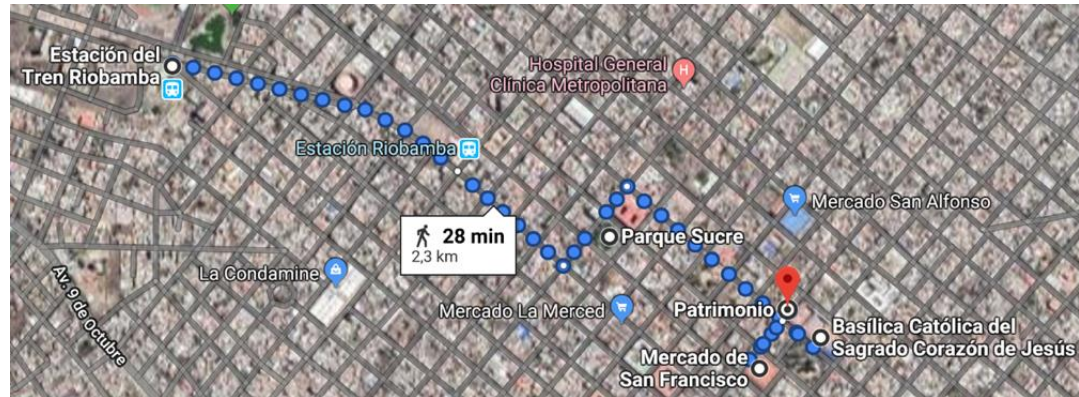 Estación del
Tren Riobamba
Hospital General
Clínica Metropolitana
H
Estación Riobamba
Mercado San Alfonso
28 min
2,3 km
Parque Sucre
La Condamine
Av. 9 de Octubre
Mercado La Merced
Patrimonio
Basílica Católica del
Sagrado Corazón de Jesús
Mercado de
San Francisco